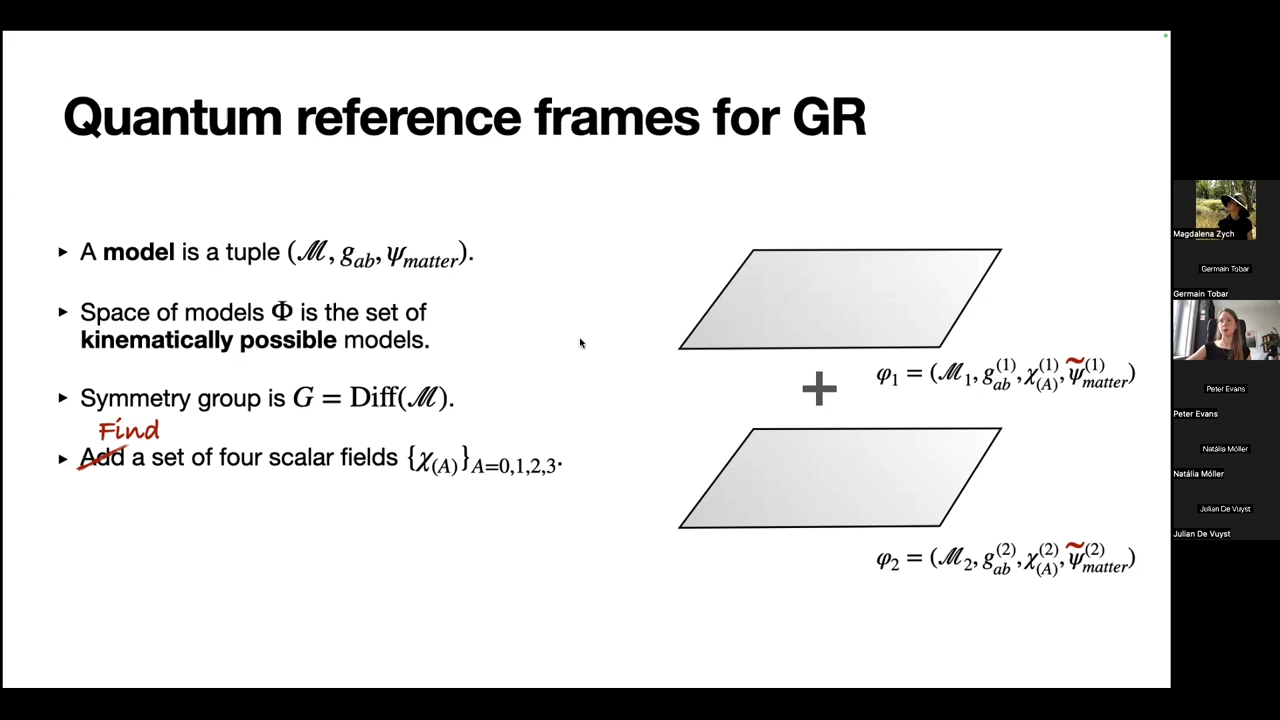 Quantum reference frames for GR
▸ A model is a tuple (ℳ, g_ab, ψ_matter).
▸ Space of models Φ is the set of
kinematically possible models.
▸ Symmetry group is G = Diff(ℳ).
Find
▸ Add a set of four scalar fields {χ_(A)}_A=0,1,2,3.
φ₁ = (ℳ₁, g_ab^(1), χ_(A)^(1), ψ̃_matter^(1))
+
φ₂ = (ℳ₂, g_ab^(2), χ_(A)^(2), ψ̃_matter^(2))
Magdalena Zych
Germain Tobar
Germain Tobar
Peter Evans
Peter Evans
Natália Móller
Natália Móller
Julian De Vuyst
Julian De Vuyst